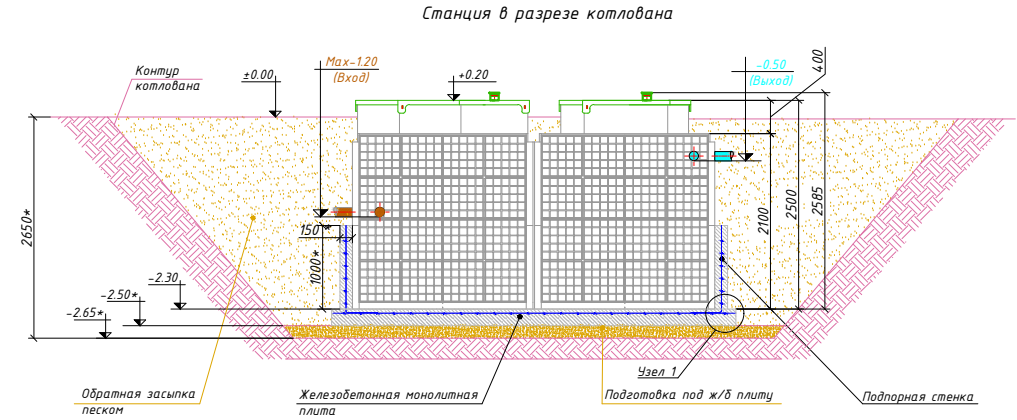 Станция в разрезе котлована
Контур
котлована
±0.00
Max-1.20
(Вход)
+0.20
-0.50
(Выход)
400
2650*
150*
1000*
2100
2500
2585
-2.30
-2.50*
-2.65*
Узел 1
Обратная засыпка
песком
Железобетонная монолитная
плита
Подготовка под ж/б плиту
Подпорная стенка